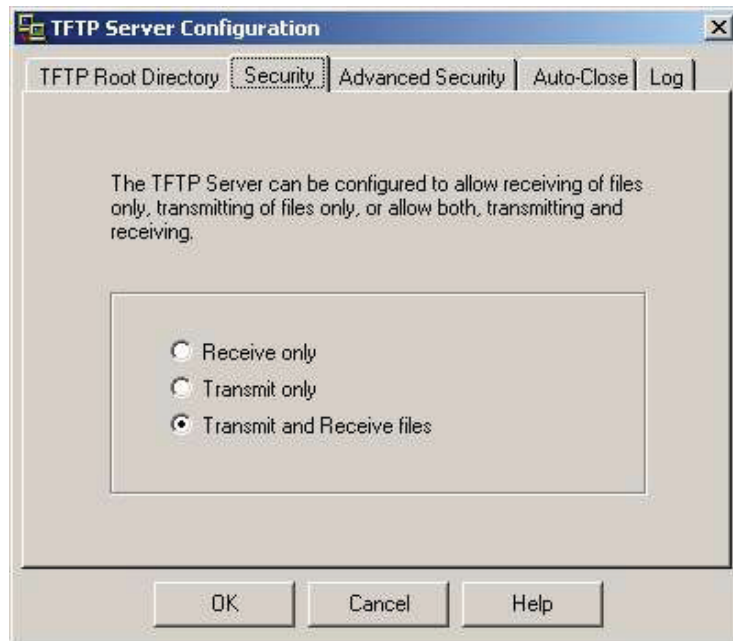 TFTP Server Configuration
TFTP Root Directory Security Advanced Security Auto-Close Log
The TFTP Server can be configured to allow receiving of files
only, transmitting of files only, or allow both, transmitting and
receiving.
Receive only
Transmit only
Transmit and Receive files
OK Cancel Help